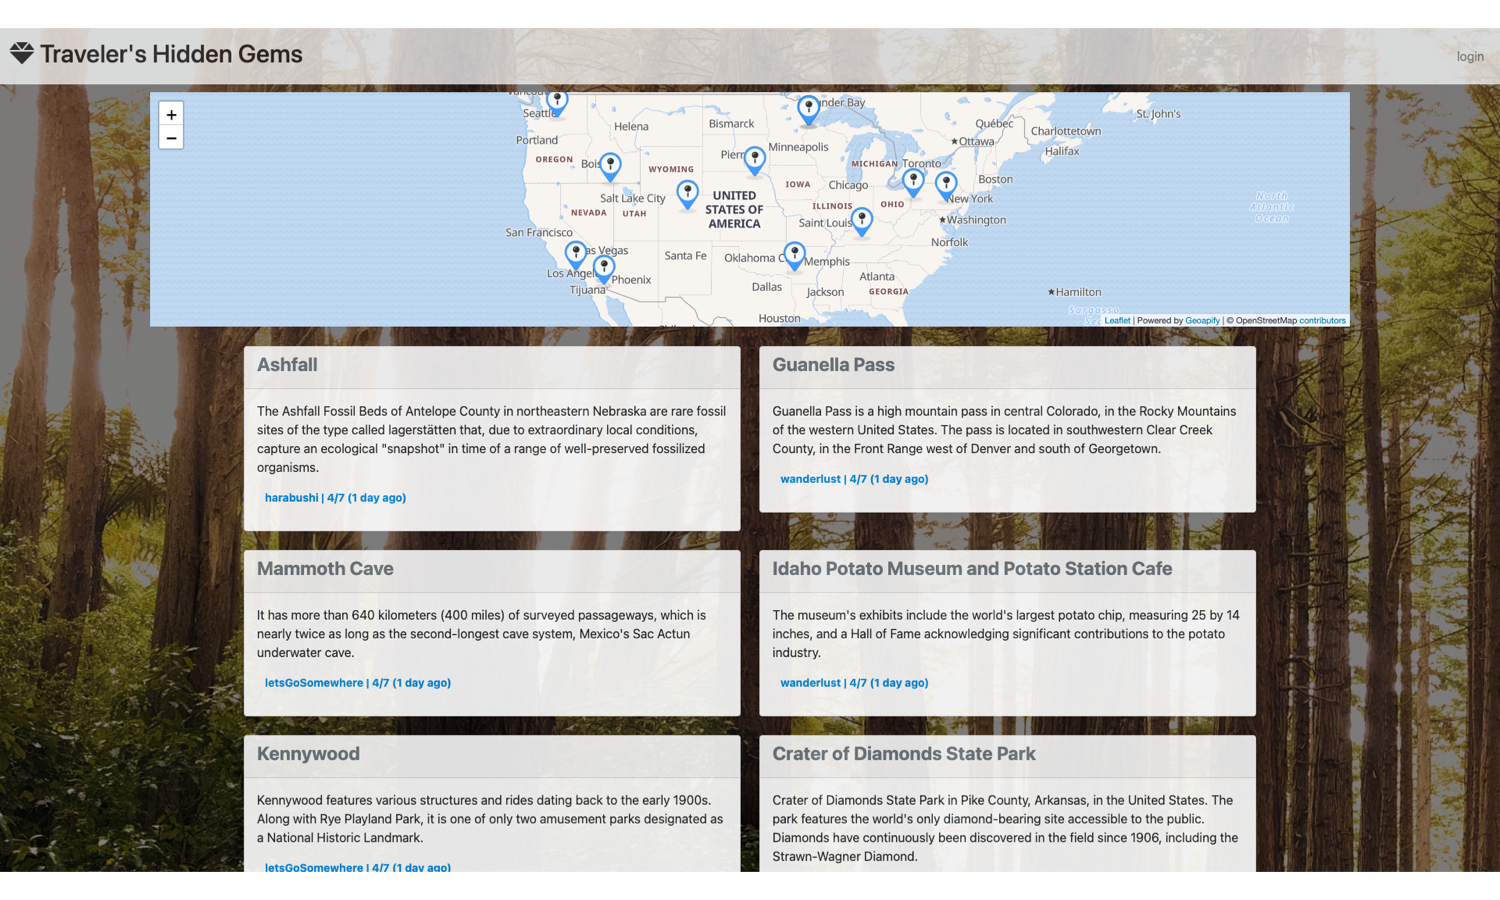 Traveler's Hidden Gems
login
+
−
Seattle
Portland
OREGON
Helena
Bismarck
Minneapolis
WYOMING
Salt Lake City
NEVADA
UTAH
UNITED
STATES OF
AMERICA
IOWA
Chicago
MICHIGAN
Toronto
Québec
Ottawa
Charlottetown
Halifax
St. John's
Boston
New York
Washington
Norfolk
OHIO
ILLINOIS
Saint Louis
San Francisco
Santa Fe
Phoenix
Tijuana
Memphis
Dallas
Jackson
Atlanta
GEORGIA
Houston
Hamilton
North
Atlantic
Ocean
Leaflet | Powered by Geoapify | © OpenStreetMap contributors
Ashfall
The Ashfall Fossil Beds of Antelope County in northeastern Nebraska are rare fossil
sites of the type called lagerstätten that, due to extraordinary local conditions,
capture an ecological "snapshot" in time of a range of well-preserved fossilized
organisms.
harabushi | 4/7 (1 day ago)
Guanella Pass
Guanella Pass is a high mountain pass in central Colorado, in the Rocky Mountains
of the western United States. The pass is located in southwestern Clear Creek
County, in the Front Range west of Denver and south of Georgetown.
wanderlust | 4/7 (1 day ago)
Mammoth Cave
It has more than 640 kilometers (400 miles) of surveyed passageways, which is
nearly twice as long as the second-longest cave system, Mexico's Sac Actun
underwater cave.
letsGoSomewhere | 4/7 (1 day ago)
Idaho Potato Museum and Potato Station Cafe
The museum's exhibits include the world's largest potato chip, measuring 25 by 14
inches, and a Hall of Fame acknowledging significant contributions to the potato
industry.
wanderlust | 4/7 (1 day ago)
Kennywood
Kennywood features various structures and rides dating back to the early 1900s.
Along with Rye Playland Park, it is one of only two amusement parks designated as
a National Historic Landmark.
letsGoSomewhere | 4/7 (1 day ago)
Crater of Diamonds State Park
Crater of Diamonds State Park in Pike County, Arkansas, in the United States. The
park features the world's only diamond-bearing site accessible to the public.
Diamonds have continuously been discovered in the field since 1906, including the
Strawn-Wagner Diamond.